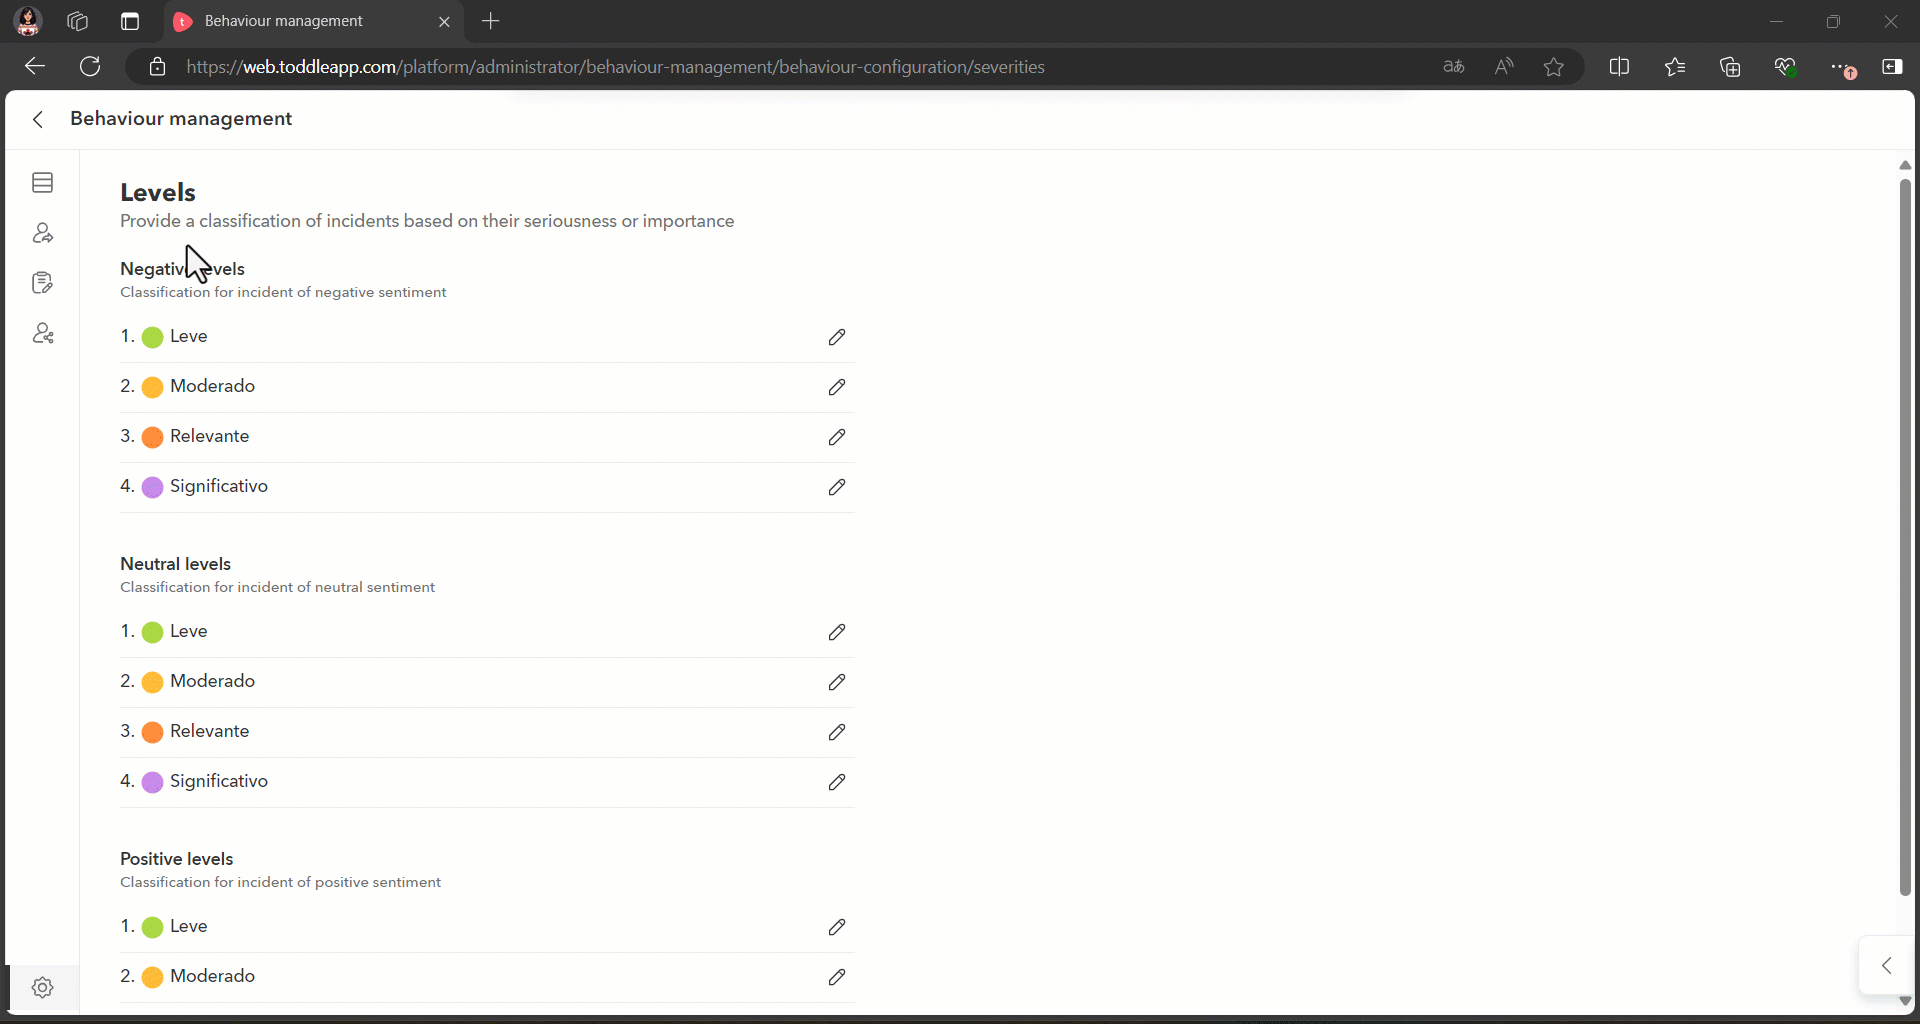 Behaviour management
https://web.toddleapp.com/platform/administrator/behaviour-management/behaviour-configuration/severities
Behaviour management
Levels
Provide a classification of incidents based on their seriousness or importance
Negative levels
Classification for incident of negative sentiment
1. Leve
2. Moderado
3. Relevante
4. Significativo
Neutral levels
Classification for incident of neutral sentiment
1. Leve
2. Moderado
3. Relevante
4. Significativo
Positive levels
Classification for incident of positive sentiment
1. Leve
2. Moderado